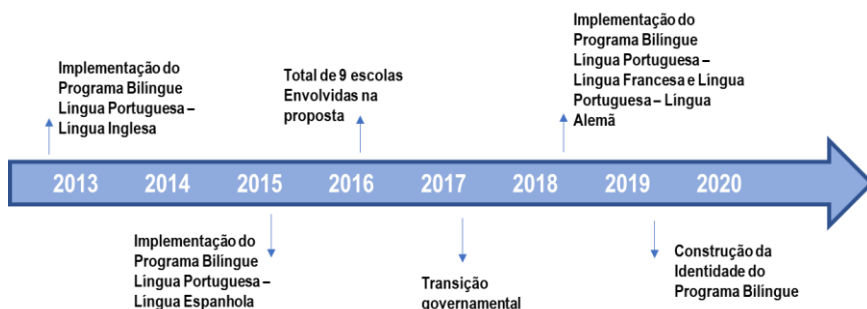 Implementação do
Programa Bilíngue
Língua Portuguesa –
Língua Inglesa
Total de 9 escolas
Envolvidas na
proposta
Implementação do
Programa Bilíngue
Língua Portuguesa –
Língua Francesa e Língua
Portuguesa – Língua
Alemã
2013 2014 2015 2016 2017 2018 2019 2020
Implementação do
Programa Bilíngue
Língua Portuguesa –
Língua Espanhola
Transição
governamental
Construção da
Identidade do
Programa Bilíngue